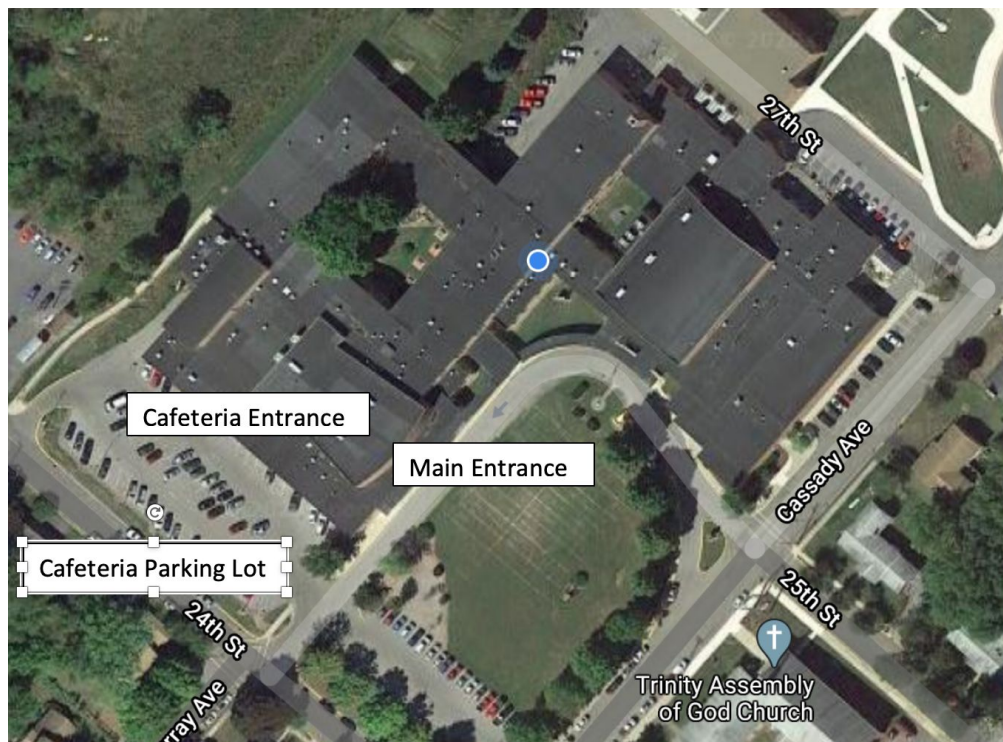 27th St
Cafeteria Entrance
Main Entrance
Cassady Ave
Cafeteria Parking Lot
25th St
24th St
Trinity Assembly
of God Church
Ave